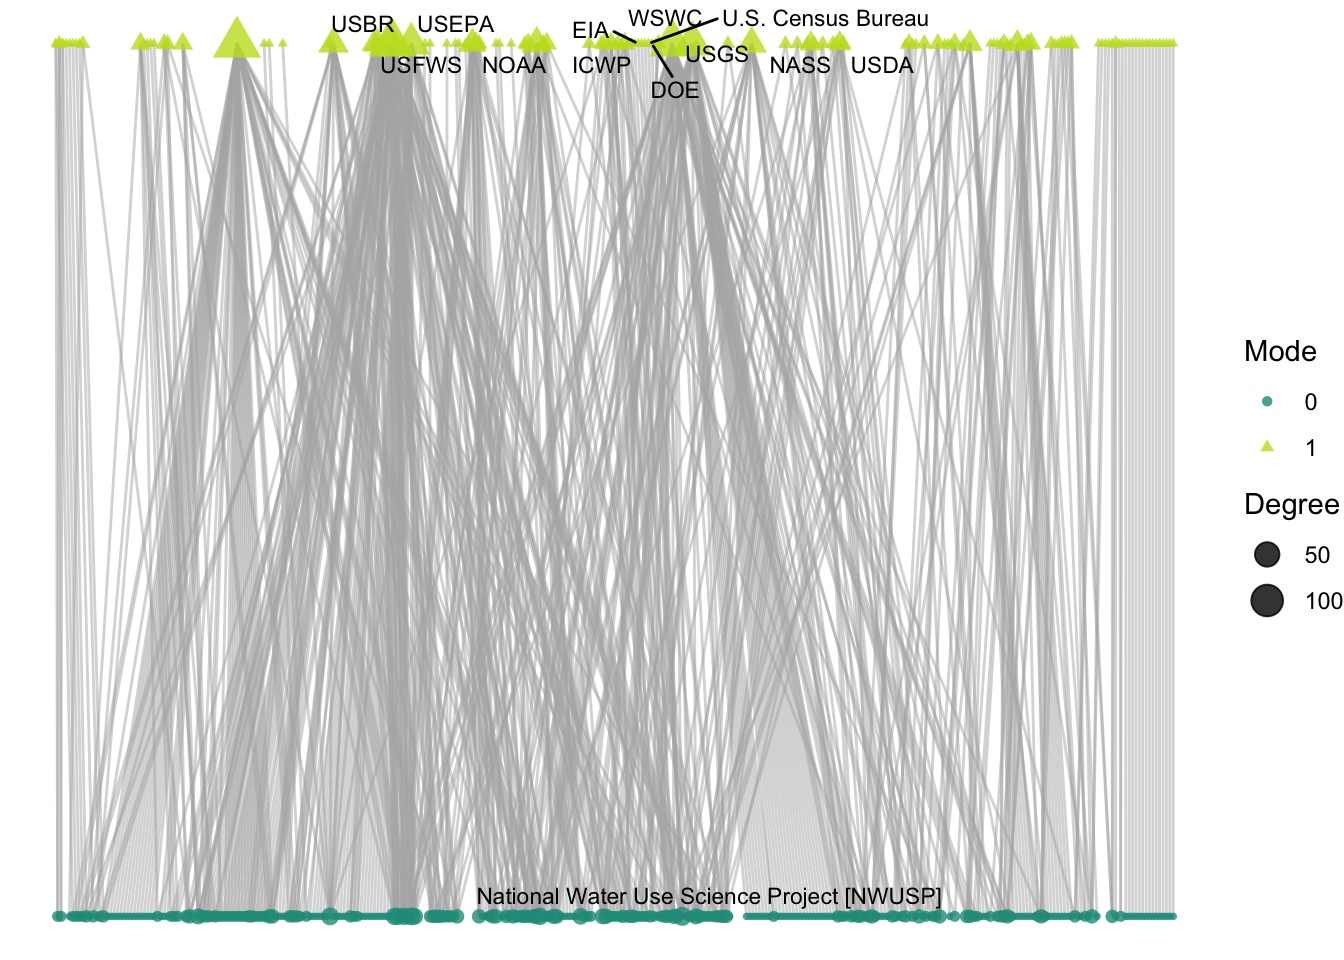 WSWC
U.S. Census Bureau
USBR
USEPA
EIA
USGS
USFWS
NOAA
ICWP
NASS
USDA
DOE
Mode
0
1
Degree
50
100
National Water Use Science Project [NWUSP]